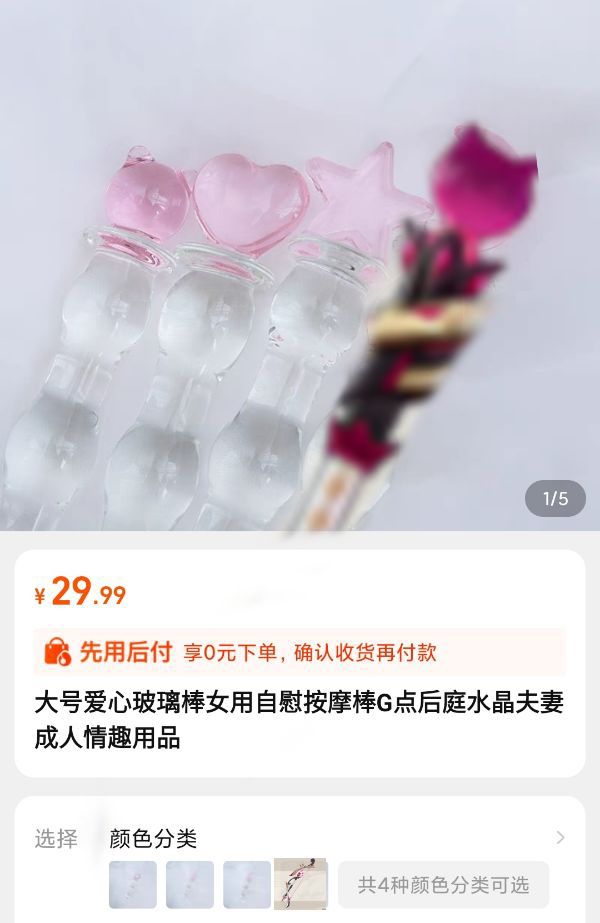 1/5
¥29.99
先用后付 享0元下单，确认收货再付款
大号爱心玻璃棒女用自慰按摩棒G点后庭水晶夫妻
成人情趣用品
选择 颜色分类
共4种颜色分类可选